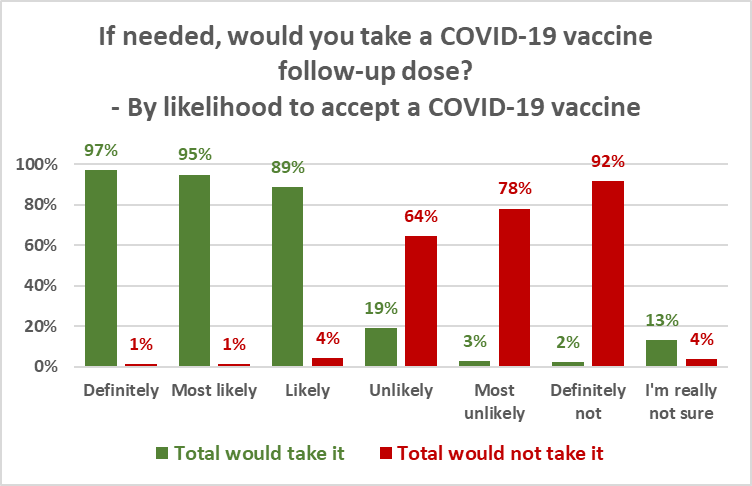 If needed, would you take a COVID-19 vaccine
follow-up dose?
- By likelihood to accept a COVID-19 vaccine
97%
95%
89%
92%
78%
64%
19%
13%
1%
1%
4%
3%
2%
4%
100%
80%
60%
40%
20%
0%
Definitely
Most likely
Likely
Unlikely
Most
unlikely
Definitely
not
I'm really
not sure
Total would take it
Total would not take it